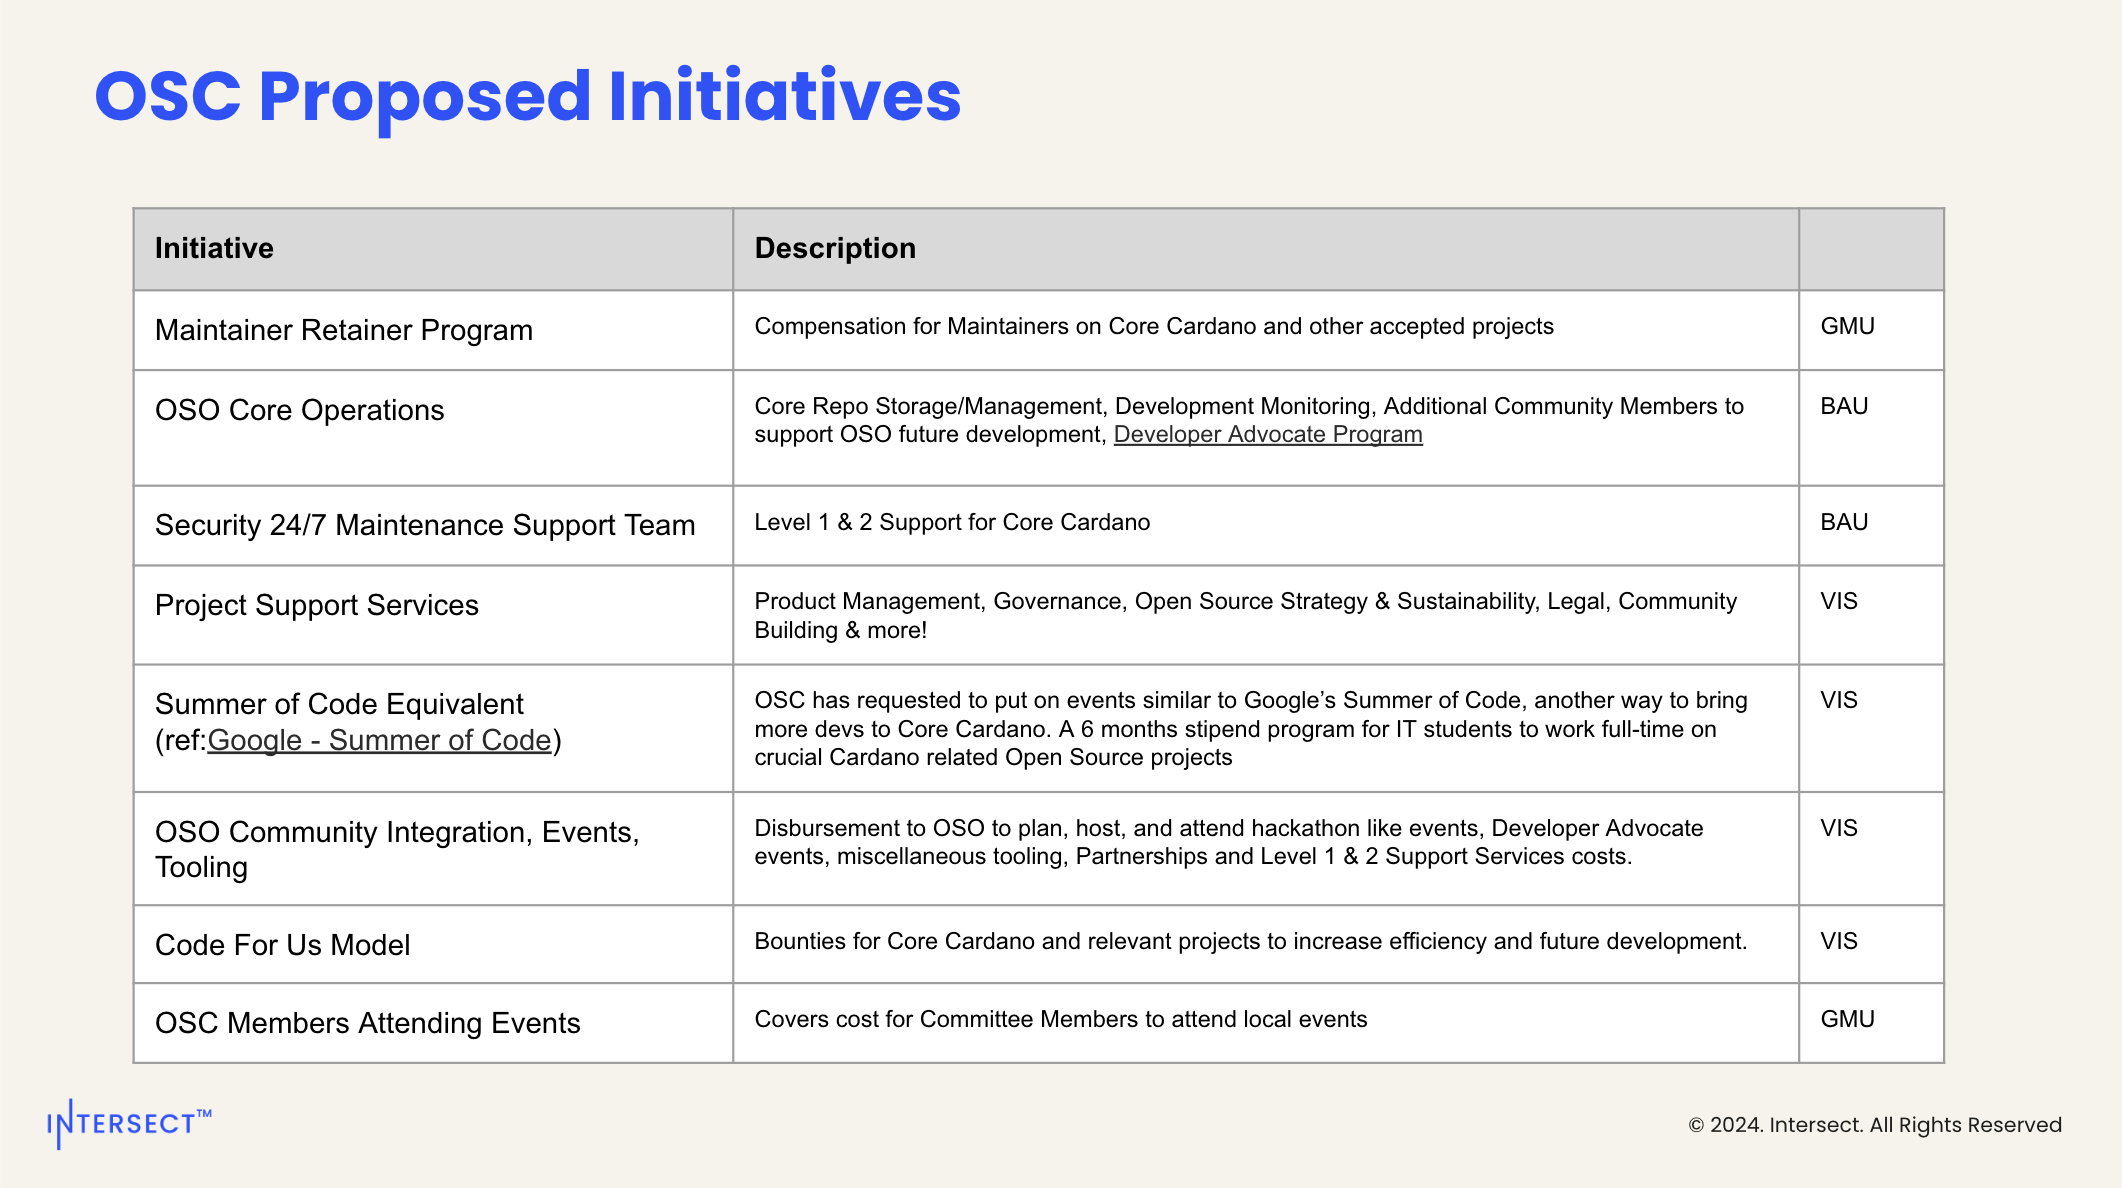 OSC Proposed Initiatives
Initiative
Description
Maintainer Retainer Program
Compensation for Maintainers on Core Cardano and other accepted projects
GMU
OSO Core Operations
Core Repo Storage/Management, Development Monitoring, Additional Community Members to
support OSO future development, Developer Advocate Program
BAU
Security 24/7 Maintenance Support Team
Level 1 & 2 Support for Core Cardano
BAU
Project Support Services
Product Management, Governance, Open Source Strategy & Sustainability, Legal, Community
Building & more!
VIS
Summer of Code Equivalent
(ref:Google - Summer of Code)
OSC has requested to put on events similar to Google’s Summer of Code, another way to bring
more devs to Core Cardano. A 6 months stipend program for IT students to work full-time on
crucial Cardano related Open Source projects
VIS
OSO Community Integration, Events,
Tooling
Disbursement to OSO to plan, host, and attend hackathon like events, Developer Advocate
events, miscellaneous tooling, Partnerships and Level 1 & 2 Support Services costs.
VIS
Code For Us Model
Bounties for Core Cardano and relevant projects to increase efficiency and future development.
VIS
OSC Members Attending Events
Covers cost for Committee Members to attend local events
GMU
INTERSECT™
© 2024. Intersect. All Rights Reserved